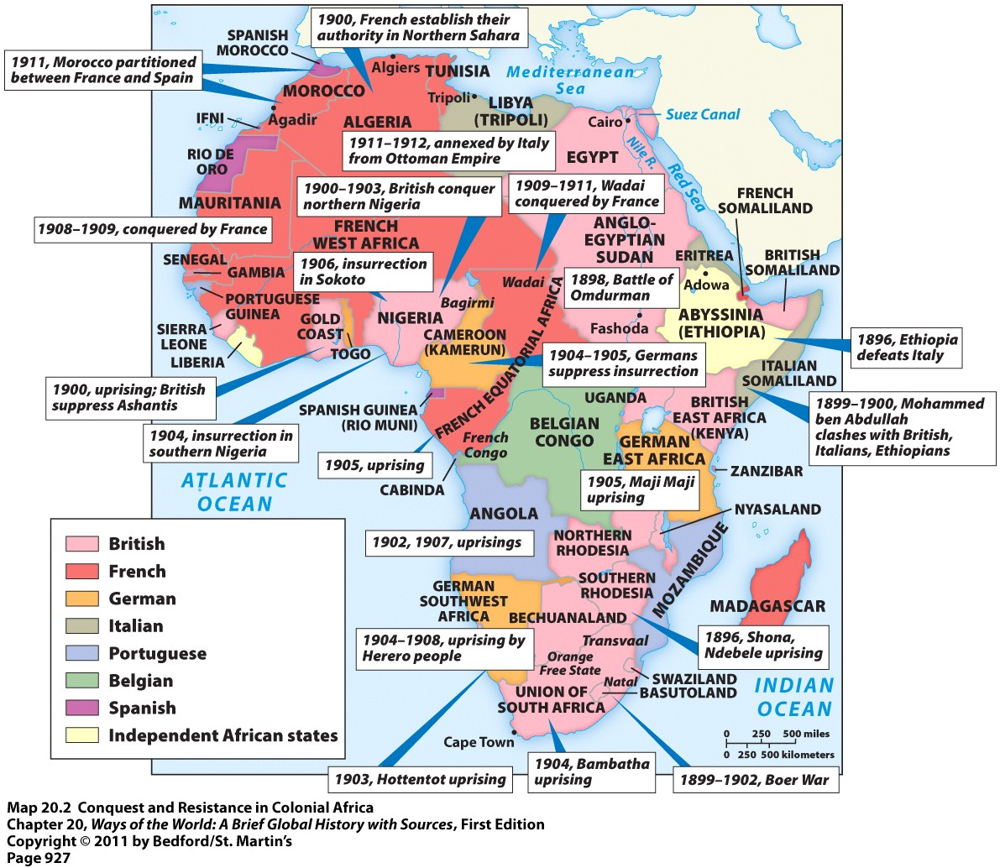 1900, French establish their
authority in Northern Sahara
SPANISH
MOROCCO
1911, Morocco partitioned
between France and Spain
Algiers
TUNISIA
Mediterranean
Sea
MOROCCO
Tripoli
LIBYA
(TRIPOLI)
Suez Canal
IFNI
Agadir
ALGERIA
Cairo
1911–1912, annexed by Italy
from Ottoman Empire
EGYPT
Nile R.
RIO DE
ORO
Red Sea
1900–1903, British conquer
northern Nigeria
1909–1911, Wadai
conquered by France
FRENCH
SOMALILAND
MAURITANIA
1908–1909, conquered by France
FRENCH
WEST AFRICA
ANGLO-
EGYPTIAN
SUDAN
ERITREA
BRITISH
SOMALILAND
SENEGAL
GAMBIA
1906, insurrection
in Sokoto
Wadai
1898, Battle of
Omdurman
Adowa
PORTUGUESE
GUINEA
Bagirmi
NIGERIA
GOLD
COAST
Fashoda
ABYSSINIA
(ETHIOPIA)
SIERRA
LEONE
CAMEROON
(KAMERUN)
1896, Ethiopia
defeats Italy
LIBERIA
TOGO
1904–1905, Germans
suppress insurrection
ITALIAN
SOMALILAND
1900, uprising; British
suppress Ashantis
FRENCH EQUATORIAL AFRICA
UGANDA
BRITISH
EAST AFRICA
(KENYA)
1899–1900, Mohammed
ben Abdullah
clashes with British,
Italians, Ethiopians
SPANISH GUINEA
(RIO MUNI)
BELGIAN
CONGO
1904, insurrection in
southern Nigeria
French
Congo
GERMAN
EAST AFRICA
1905, uprising
ZANZIBAR
ATLANTIC
OCEAN
CABINDA
1905, Maji Maji
uprising
ANGOLA
NYASALAND
1902, 1907, uprisings
NORTHERN
RHODESIA
MOZAMBIQUE
GERMAN
SOUTHWEST
AFRICA
SOUTHERN
RHODESIA
MADAGASCAR
BECHUANALAND
1904–1908, uprising by
Herero people
Transvaal
1896, Shona,
Ndebele uprising
Orange
Free State
Natal
SWAZILAND
BASUTOLAND
INDIAN
OCEAN
UNION OF
SOUTH AFRICA
Cape Town
0 250 500 miles
0 250 500 kilometers
1903, Hottentot uprising
1904, Bambatha
uprising
1899–1902, Boer War
British
French
German
Italian
Portuguese
Belgian
Spanish
Independent African states
Map 20.2 Conquest and Resistance in Colonial Africa
Chapter 20, Ways of the World: A Brief Global History with Sources, First Edition
Copyright © 2011 by Bedford/St. Martin's
Page 927